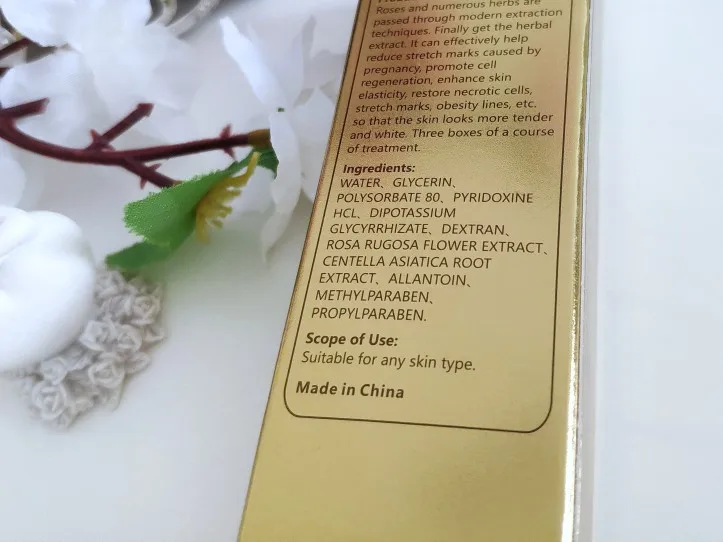 Roses and numerous herbs are
passed through modern extraction
techniques. Finally get the herbal
extract. It can effectively help
reduce stretch marks caused by
pregnancy, promote cell
regeneration, enhance skin
elasticity, restore necrotic cells,
stretch marks, obesity lines, etc.
so that the skin looks more tender
and white. Three boxes of a course
of treatment.
Ingredients:
WATER、GLYCERIN、
POLYSORBATE 80、PYRIDOXINE
HCL、DIPOTASSIUM
GLYCYRRHIZATE、DEXTRAN、
ROSA RUGOSA FLOWER EXTRACT、
CENTELLA ASIATICA ROOT
EXTRACT、ALLANTOIN、
METHYLPARABEN、
PROPYLPARABEN.
Scope of Use:
Suitable for any skin type.
Made in China